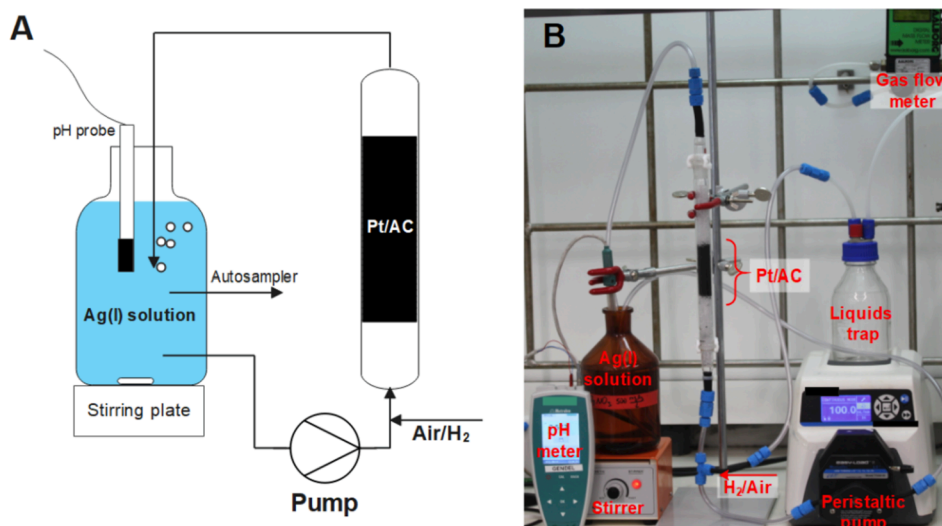 A
pH probe
Pt/AC
Autosampler
Ag(I) solution
Stirring plate
Air/H2
Pump
B
Gas flow
meter
Pt/AC
Liquids
trap
Ag(I)
solution
100.0
pH
meter
H2/Air
Stirrer
Peristaltic
pump